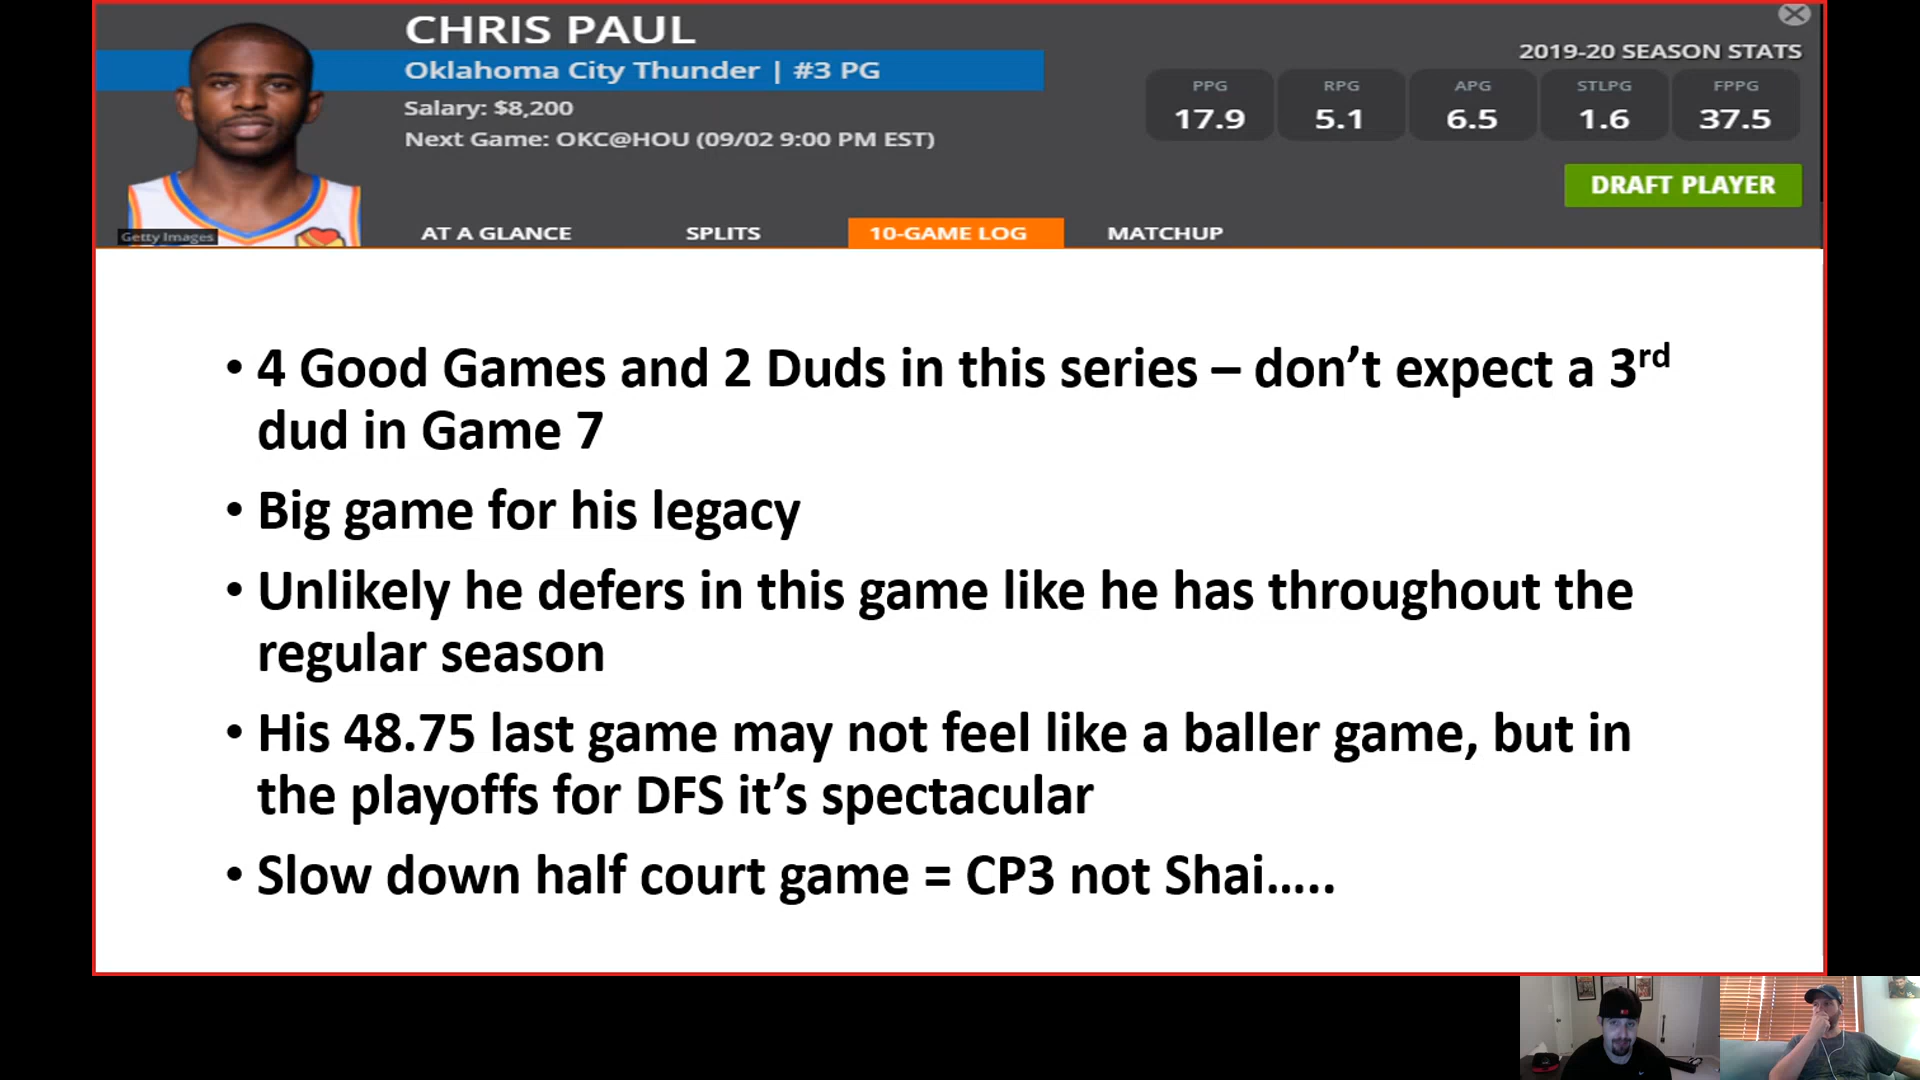 CHRIS PAUL
Oklahoma City Thunder | #3 PG
Salary: $8,200
Next Game: OKC@HOU (09/02 9:00 PM EST)
2019-20 SEASON STATS
PPG RPG APG STLPG FPPG
17.9 5.1 6.5 1.6 37.5
DRAFT PLAYER
Getty Images
AT A GLANCE SPLITS 10-GAME LOG MATCHUP
• 4 Good Games and 2 Duds in this series – don’t expect a 3rd
dud in Game 7
• Big game for his legacy
• Unlikely he defers in this game like he has throughout the
regular season
• His 48.75 last game may not feel like a baller game, but in
the playoffs for DFS it’s spectacular
• Slow down half court game = CP3 not Shai…..